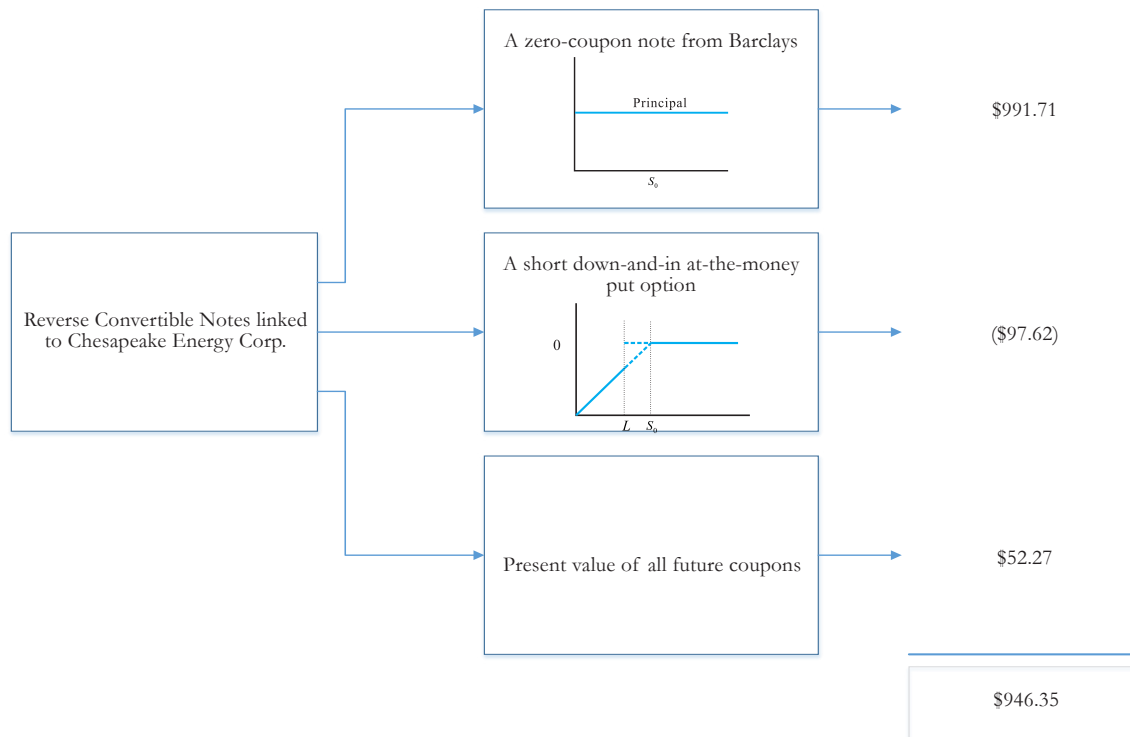 A zero-coupon note from Barclays
Principal
S₀
$991.71
Reverse Convertible Notes linked
to Chesapeake Energy Corp.
A short down-and-in at-the-money
put option
0
L S₀
($97.62)
Present value of all future coupons
$52.27
$946.35